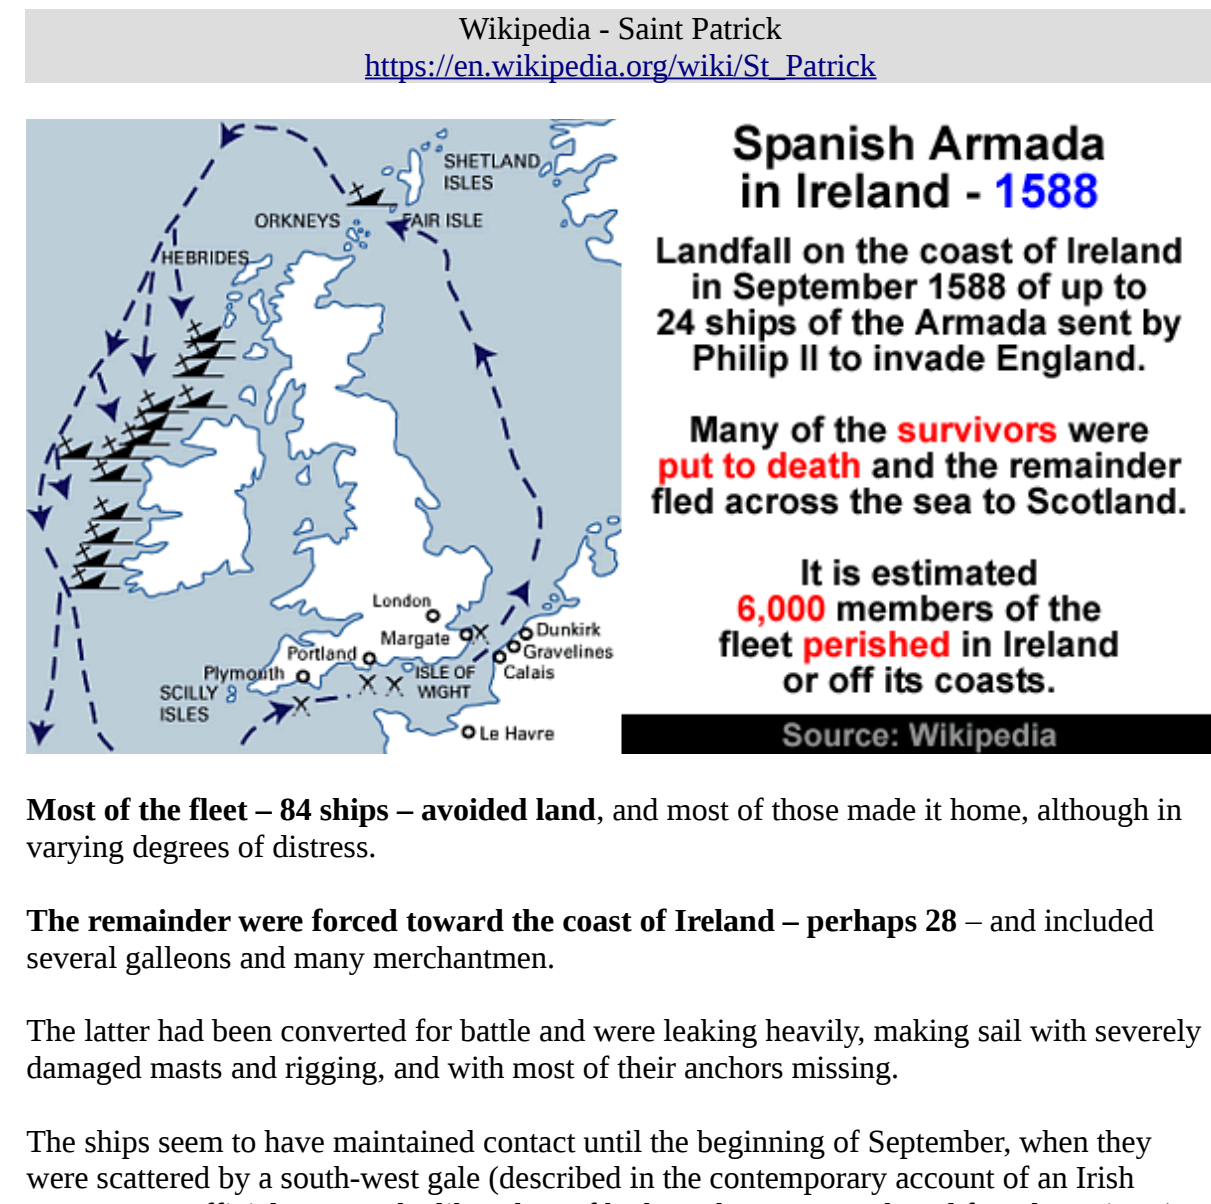 Wikipedia - Saint Patrick
https://en.wikipedia.org/wiki/St_Patrick
SHETLAND
ISLES
ORKNEYS
FAIR ISLE
HEBRIDES
London
Margate
Dunkirk
Gravelines
Portland
Calais
Plymouth
ISLE OF
WIGHT
SCILLY
ISLES
Le Havre
Spanish Armada
in Ireland - 1588
Landfall on the coast of Ireland
in September 1588 of up to
24 ships of the Armada sent by
Philip II to invade England.
Many of the survivors were
put to death and the remainder
fled across the sea to Scotland.
It is estimated
6,000 members of the
fleet perished in Ireland
or off its coasts.
Source: Wikipedia
Most of the fleet – 84 ships – avoided land, and most of those made it home, although in
varying degrees of distress.
The remainder were forced toward the coast of Ireland – perhaps 28 – and included
several galleons and many merchantmen.
The latter had been converted for battle and were leaking heavily, making sail with severely
damaged masts and rigging, and with most of their anchors missing.
The ships seem to have maintained contact until the beginning of September, when they
were scattered by a south-west gale (described in the contemporary account of an Irish